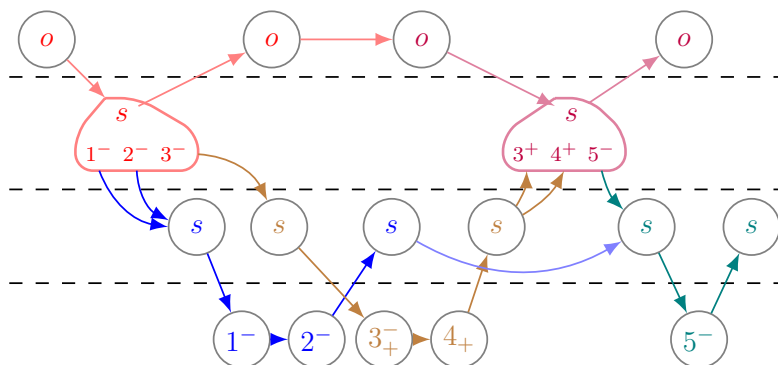 o o o o
s s
1⁻ 2⁻ 3⁻ 3⁺ 4⁺ 5⁻
s s s s s s
1⁻ 2⁻ 3₊⁻ 4₊ 5⁻